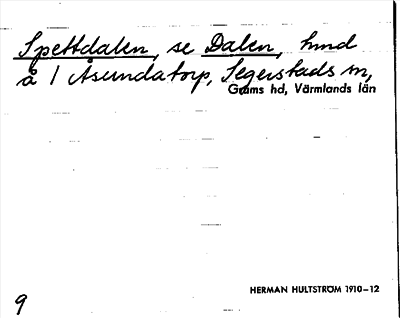 Spettdalen, se Dalen, hmd
å 1 Åsundatorp, Segerstads sn,
Grums hd, Värmlands län
HERMAN HULTSTRÖM 1910-12
9